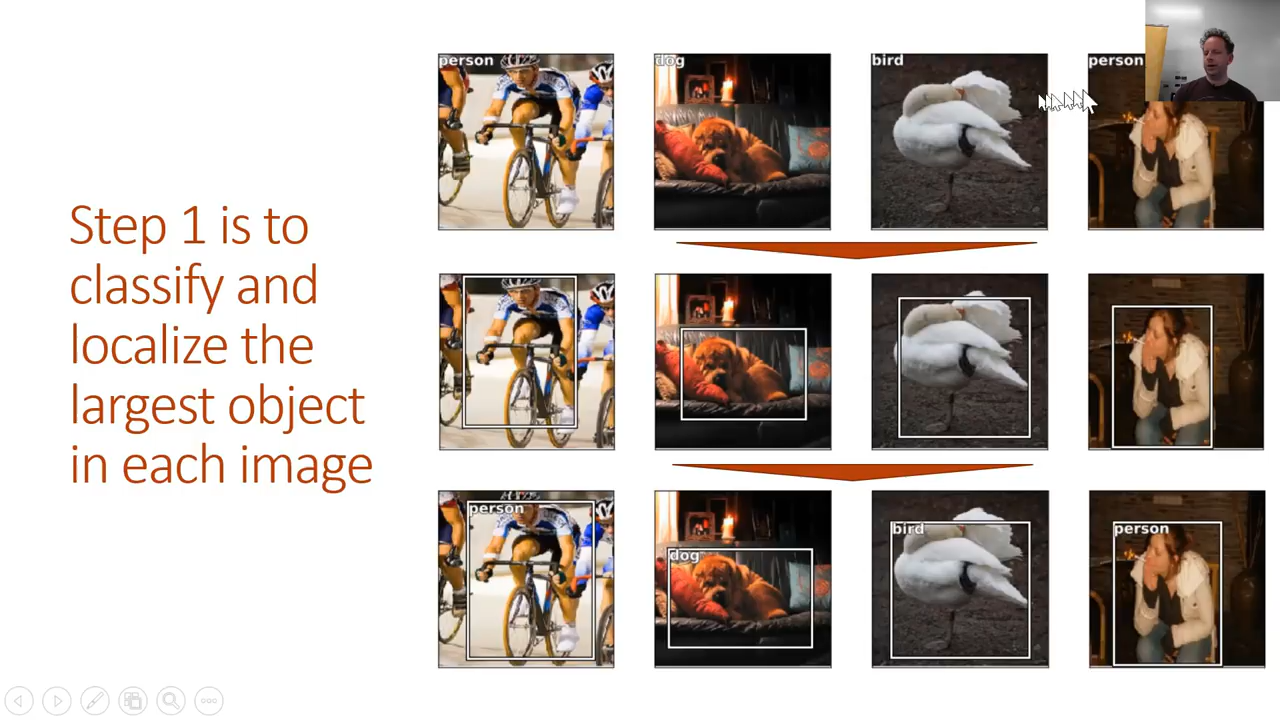 Step 1 is to
classify and
localize the
largest object
in each image
person
dog
bird
person
person
dog
bird
person